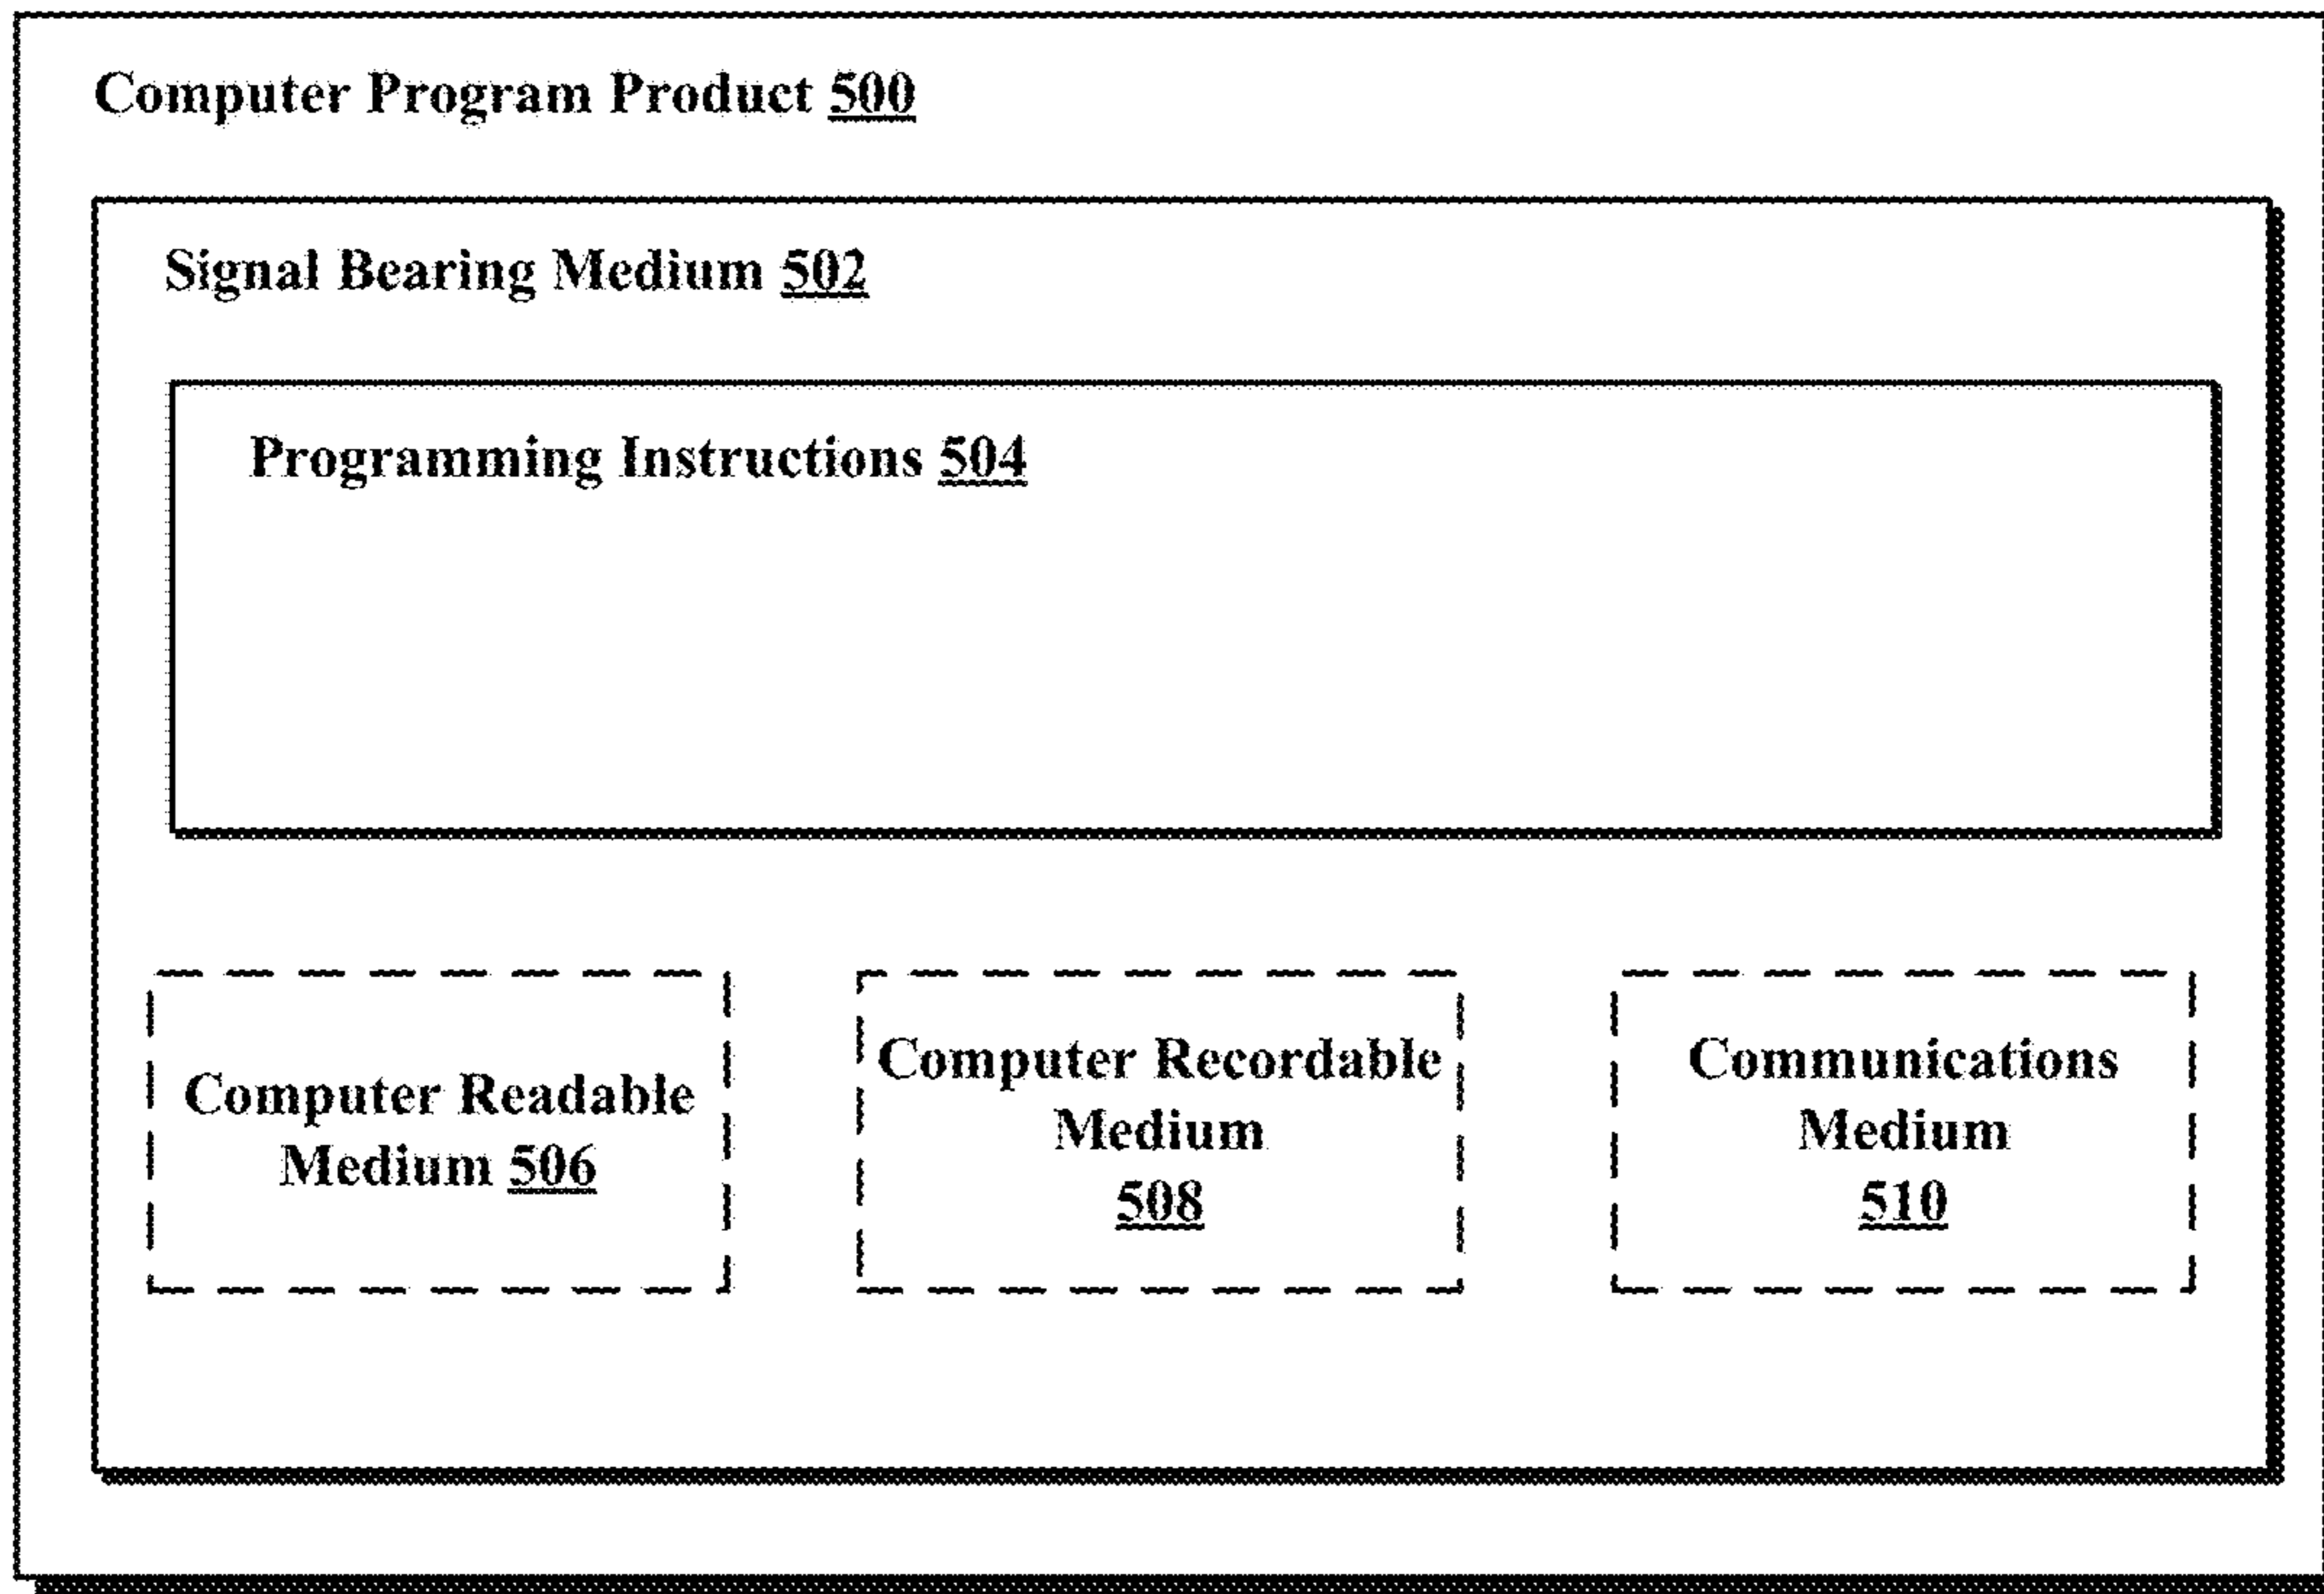 Computer Program Product 500
Signal Bearing Medium 502
Programming Instructions 504
Computer Readable
Medium 506
Computer Recordable
Medium
508
Communications
Medium
510